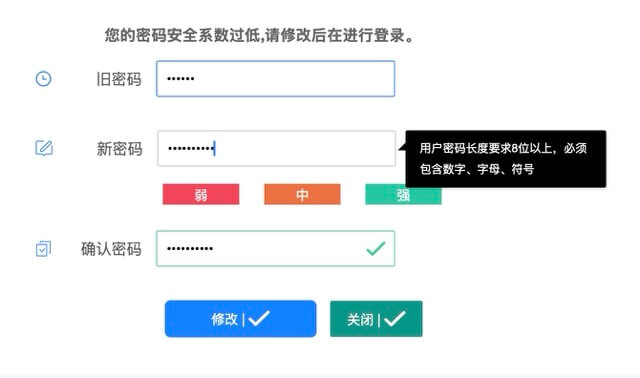 您的密码安全系数过低,请修改后在进行登录。
旧密码 ••••••
新密码 ••••••••••
用户密码长度要求8位以上，必须
包含数字、字母、符号
弱 中 强
确认密码 ••••••••••
修改 | 关闭 |